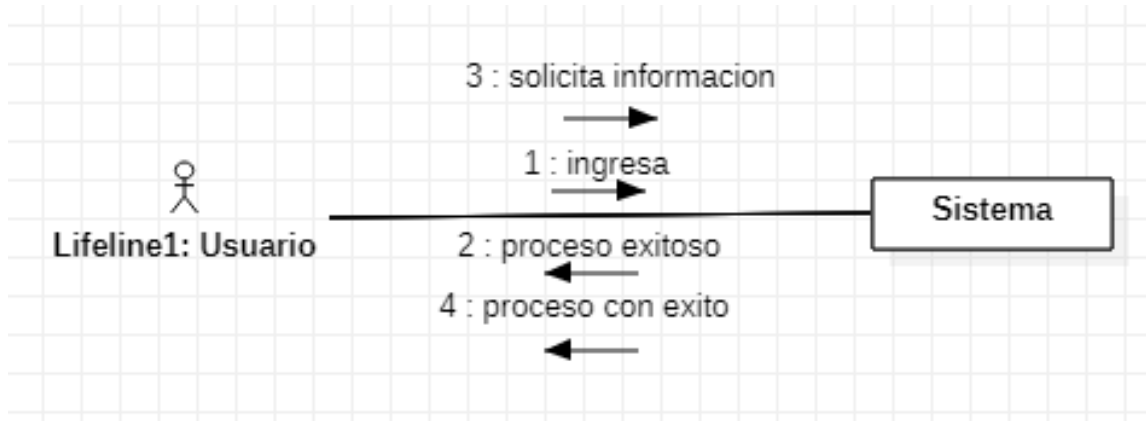 3 : solicita informacion
1 : ingresa
Sistema
Lifeline1: Usuario
2 : proceso exitoso
4 : proceso con exito